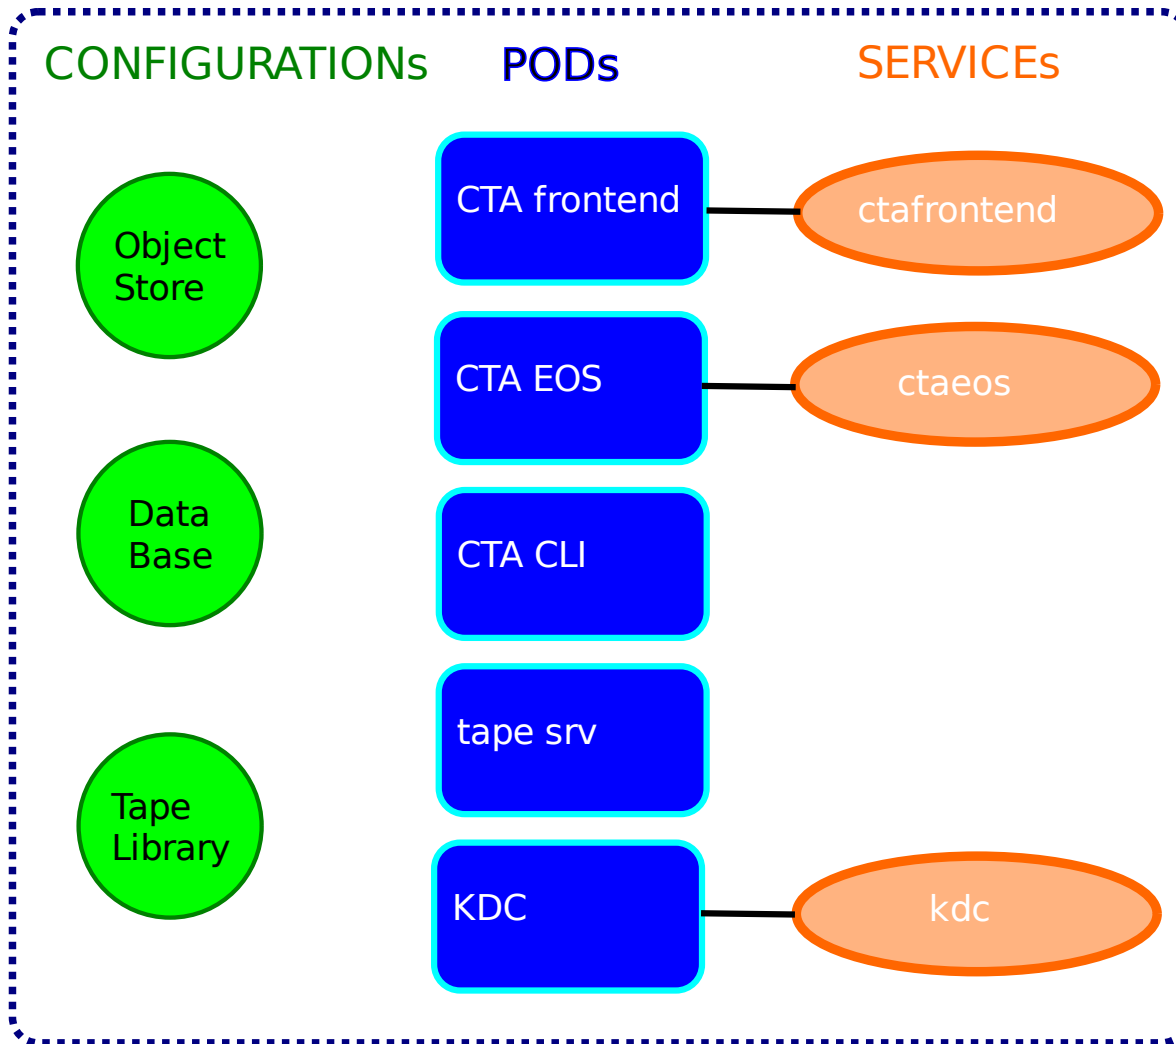 CONFIGURATIONs
PODs
SERVICEs
Object
Store
CTA frontend
ctafrontend
CTA EOS
ctaeos
Data
Base
CTA CLI
tape srv
Tape
Library
KDC
kdc